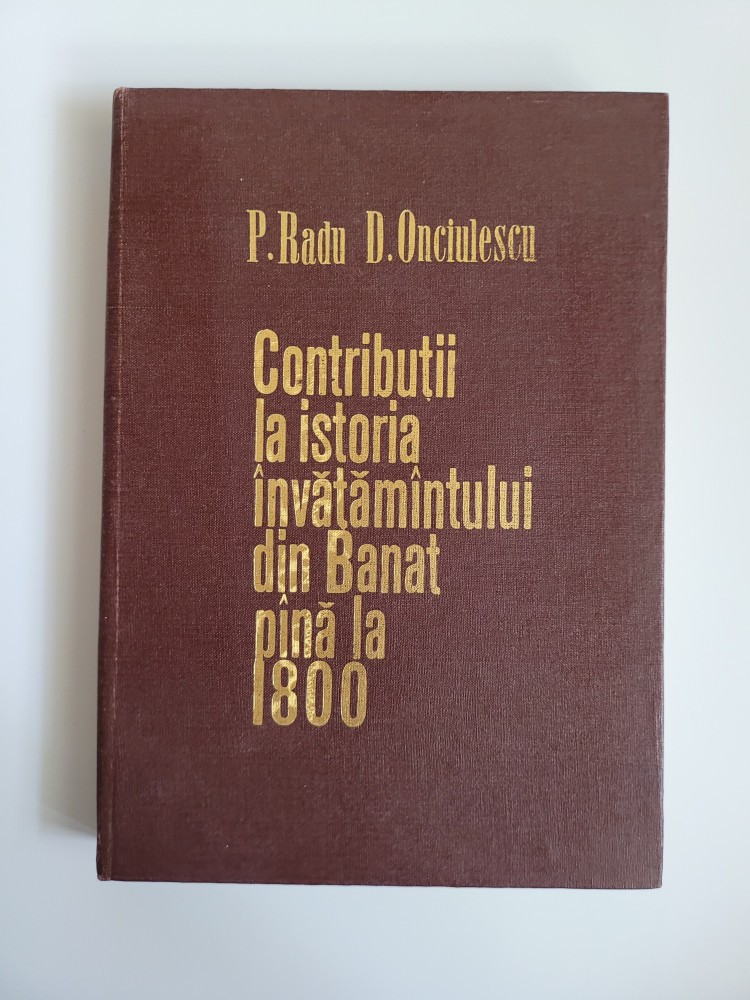 P. Radu D. Onciulescu
Contribuții
la istoria
învățămîntului
din Banat
pînă la
1800